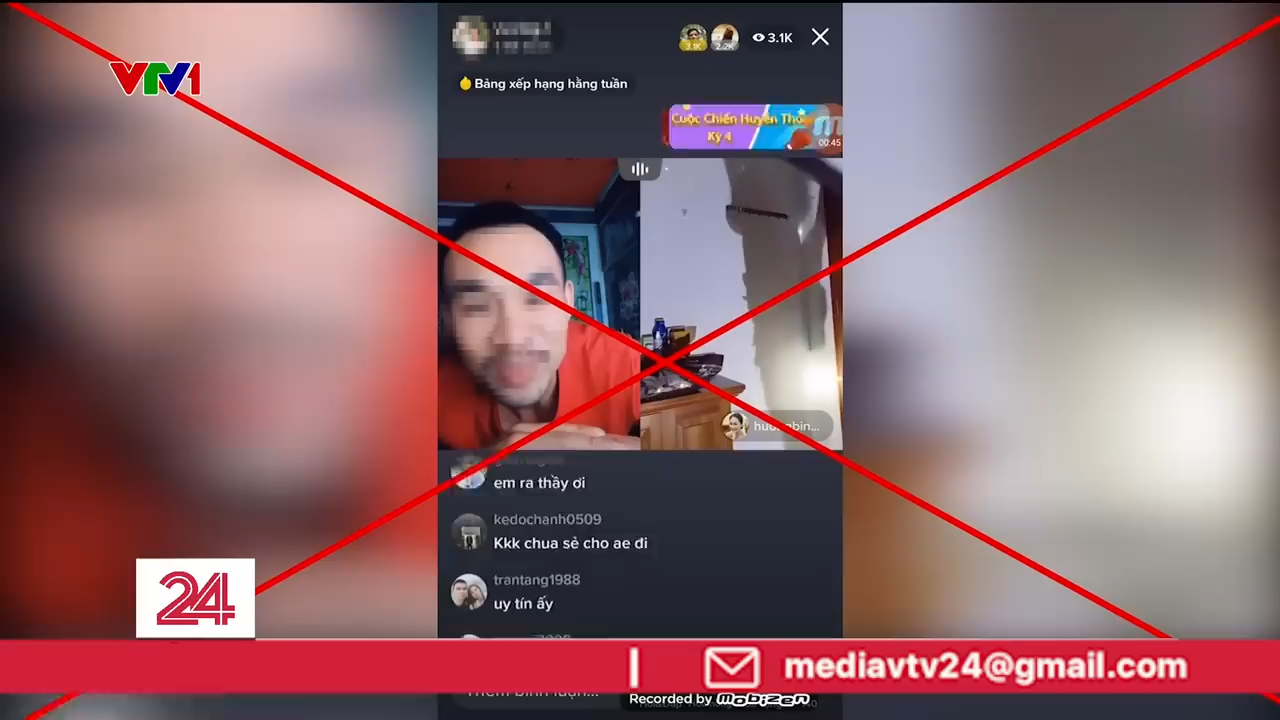 VTV1
3.1K
2.2K
3.1K
Bảng xếp hạng hằng tuần
Cuộc Chiến Huyền
Kỳ 4
00:45
em ra thầy ơi
kedochanh0509
Kkk chua sẻ cho ae đi
trantang1988
uy tín ấy
24
mediavtv24@gmail.com
Recorded by mobizen